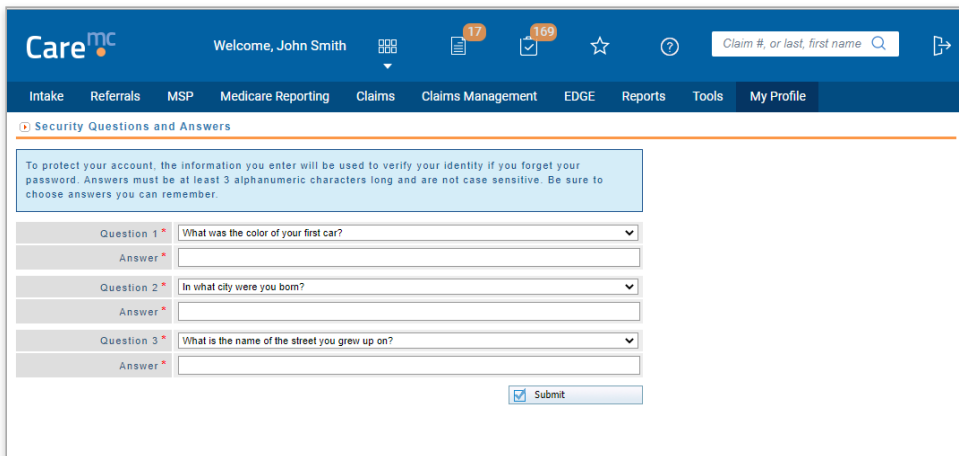 Care mc
Welcome, John Smith
17
169
?
Claim #, or last, first name
Intake Referrals MSP Medicare Reporting Claims Claims Management EDGE Reports Tools My Profile
Security Questions and Answers
To protect your account, the information you enter will be used to verify your identity if you forget your
password. Answers must be at least 3 alphanumeric characters long and are not case sensitive. Be sure to
choose answers you can remember.
Question 1 * What was the color of your first car?
Answer *
Question 2 * In what city were you born?
Answer *
Question 3 * What is the name of the street you grew up on?
Answer *
Submit